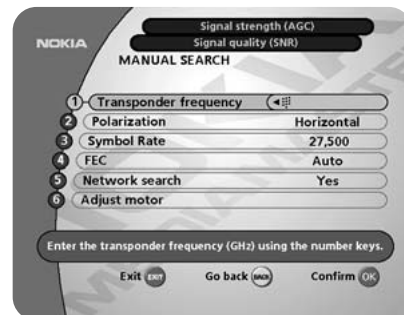 Signal strength (AGC)
NOKIA
Signal quality (SNR)
MANUAL SEARCH
1 Transponder frequency
2 Polarization Horizontal
3 Symbol Rate 27,500
4 FEC Auto
5 Network search Yes
6 Adjust motor
Enter the transponder frequency (GHz) using the number keys.
Exit EXIT Go back BACK Confirm OK